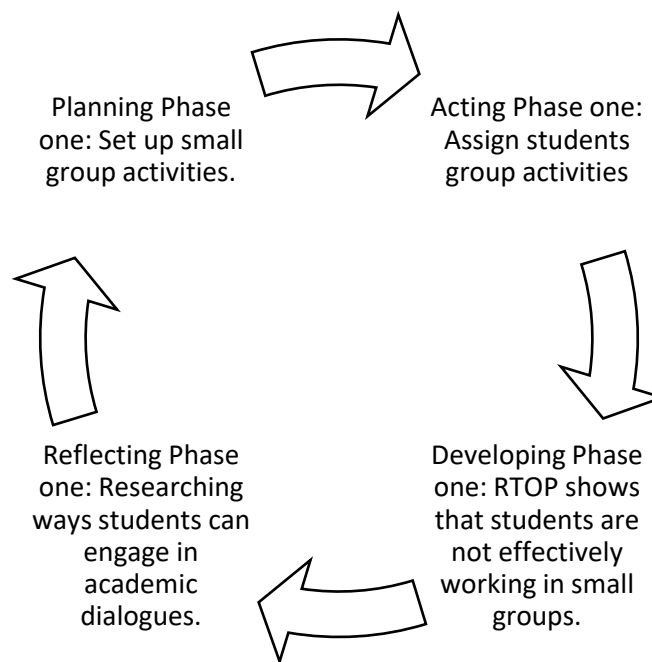 Planning Phase
one: Set up small
group activities.
Acting Phase one:
Assign students
group activities
Developing Phase
one: RTOP shows
that students are
not effectively
working in small
groups.
Reflecting Phase
one: Researching
ways students can
engage in
academic
dialogues.